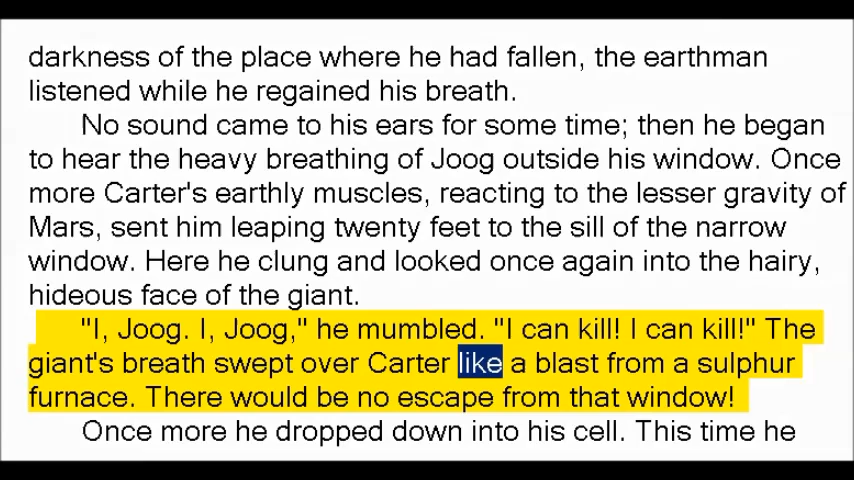 darkness of the place where he had fallen, the earthman
listened while he regained his breath.
No sound came to his ears for some time; then he began
to hear the heavy breathing of Joog outside his window. Once
more Carter's earthly muscles, reacting to the lesser gravity of
Mars, sent him leaping twenty feet to the sill of the narrow
window. Here he clung and looked once again into the hairy,
hideous face of the giant.
"I, Joog. I, Joog," he mumbled. "I can kill! I can kill!" The
giant's breath swept over Carter like a blast from a sulphur
furnace. There would be no escape from that window!
Once more he dropped down into his cell. This time he